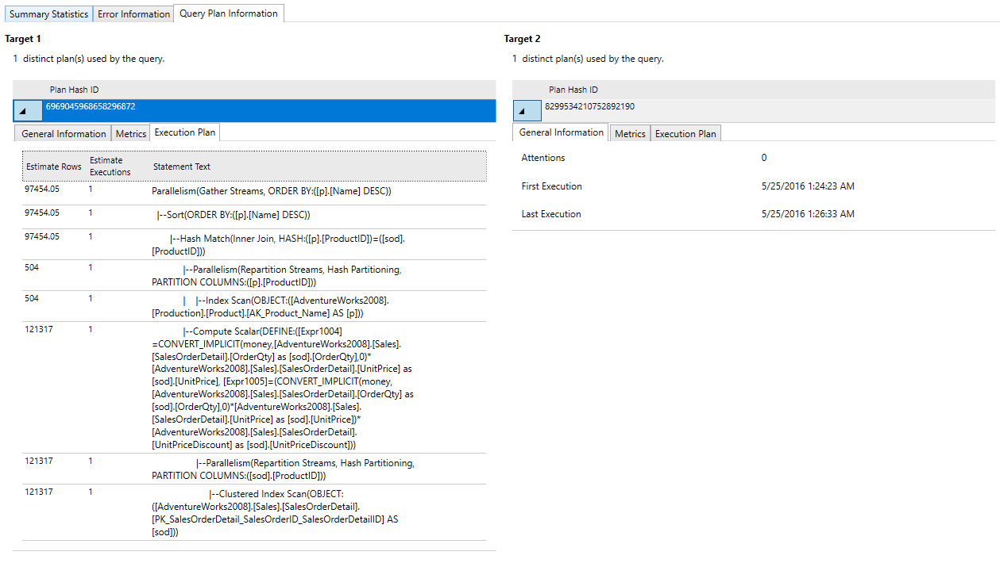 Summary Statistics Error Information Query Plan Information
Target 1
1 distinct plan(s) used by the query.
Plan Hash ID
6969045968658296872
General Information Metrics Execution Plan
Estimate Rows Estimate Executions Statement Text
97454.05 1 Parallelism(Gather Streams, ORDER BY:([p].[Name] DESC))
97454.05 1 |--Sort(ORDER BY:([p].[Name] DESC))
97454.05 1 |--Hash Match(Inner Join, HASH:([p].[ProductID])=([sod].
[ProductID]))
504 1 |--Parallelism(Repartition Streams, Hash Partitioning,
PARTITION COLUMNS:([p].[ProductID]))
504 1 | |--Index Scan(OBJECT:([AdventureWorks2008].
[Production].[Product].[AK_Product_Name] AS [p]))
121317 1 |--Compute Scalar(DEFINE:([Expr1004]
=CONVERT_IMPLICIT(money,[AdventureWorks2008].[Sales].
[SalesOrderDetail].[OrderQty] as [sod].[OrderQty],0)*
[AdventureWorks2008].[Sales].[SalesOrderDetail].[UnitPrice] as
[sod].[UnitPrice], [Expr1005]=(CONVERT_IMPLICIT(money,
[AdventureWorks2008].[Sales].[SalesOrderDetail].[OrderQty] as
[sod].[OrderQty],0)*[AdventureWorks2008].[Sales].
[SalesOrderDetail].[UnitPrice] as [sod].[UnitPrice])*
[AdventureWorks2008].[Sales].[SalesOrderDetail].
[UnitPriceDiscount] as [sod].[UnitPriceDiscount]))
121317 1 |--Parallelism(Repartition Streams, Hash Partitioning,
PARTITION COLUMNS:([sod].[ProductID]))
121317 1 |--Clustered Index Scan(OBJECT:
([AdventureWorks2008].[Sales].[SalesOrderDetail].
[PK_SalesOrderDetail_SalesOrderID_SalesOrderDetailID] AS
[sod]))
Target 2
1 distinct plan(s) used by the query.
Plan Hash ID
8299534210752892190
General Information Metrics Execution Plan
Attentions 0
First Execution 5/25/2016 1:24:23 AM
Last Execution 5/25/2016 1:26:33 AM